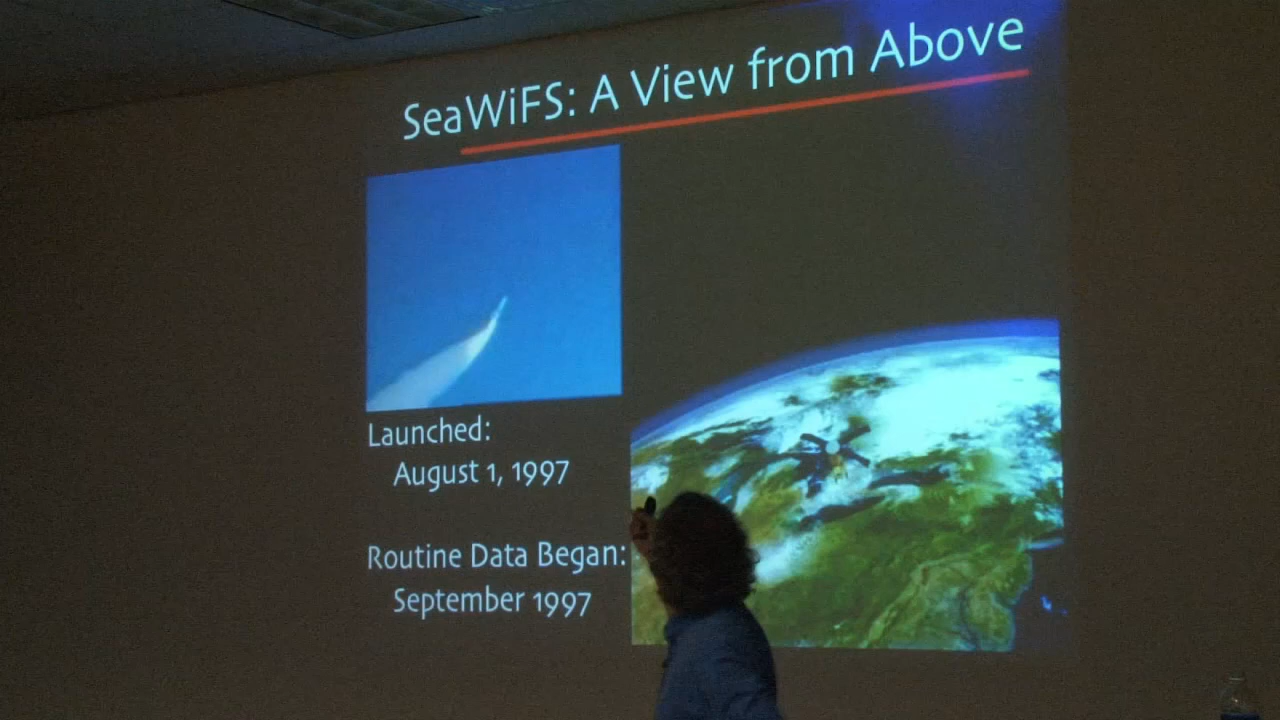 SeaWiFS: A View from Above
Launched:
August 1, 1997
Routine Data Began:
September 1997